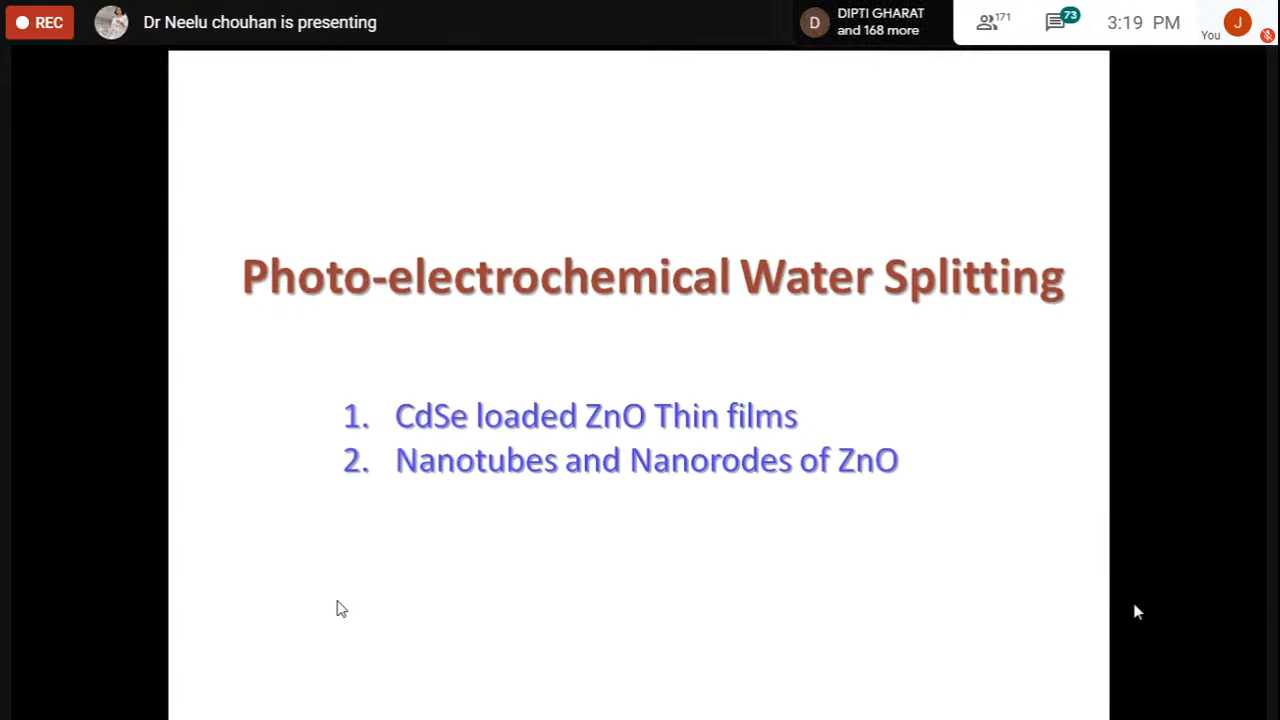 REC
Dr Neelu chouhan is presenting
D
DIPTI GHARAT
and 168 more
171
73
3:19 PM
You
J
Photo-electrochemical Water Splitting
1. CdSe loaded ZnO Thin films
2. Nanotubes and Nanorodes of ZnO